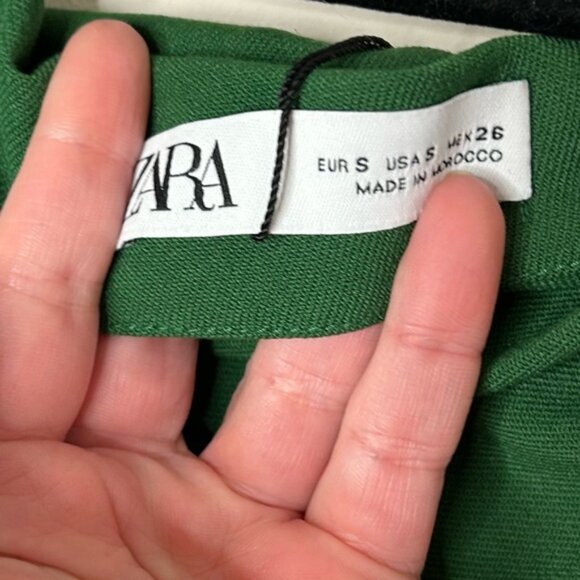 ZARA
EUR S USA S MEX 26
MADE IN MOROCCO